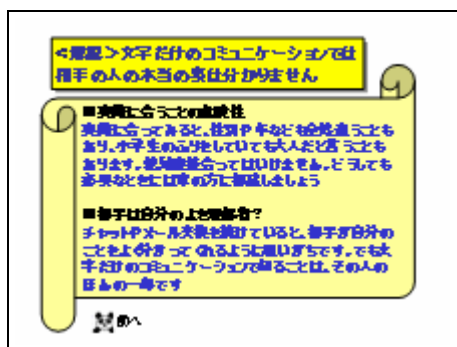 <解説>文字だけのコミュニケーションでは
相手の人の本当の姿は分かりません
■実際に会うことの危険性
実際に会ってみると、性別や年なども全然違うことも
あり、小学生のふりをしていても大人だと言うことも
あります。絶対直接会ってはいけません。どうしても
必要なときには家の方に相談しましょう
■相手は自分のよき理解者?
チャットやメール交換を続けていると、相手が自分の
ことをよく分かってくれるように思いがちです。でも文
字だけのコミュニケーションで知ることは、その人の
ほんの一部です
前へ